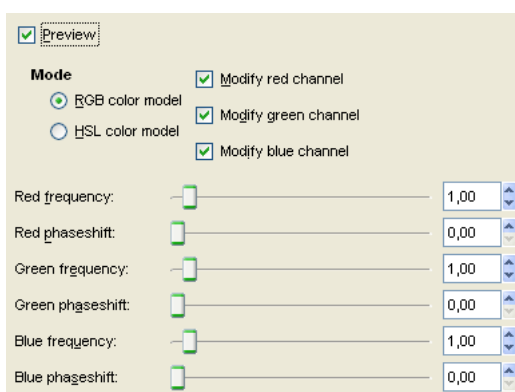 Preview
Mode
RGB color model
HSL color model
Modify red channel
Modify green channel
Modify blue channel
Red frequency: 1,00
Red phaseshift: 0,00
Green frequency: 1,00
Green phaseshift: 0,00
Blue frequency: 1,00
Blue phaseshift: 0,00